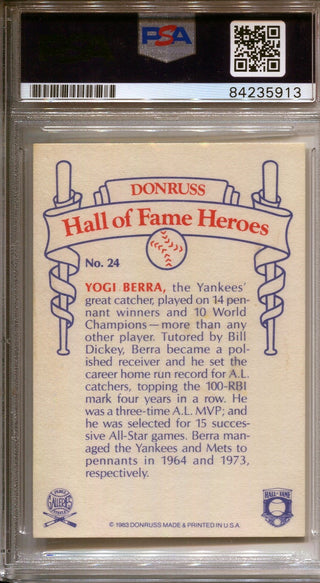 PSA
84235913
DONRUSS
Hall of Fame Heroes
No. 24
YOGI BERRA, the Yankees'
great catcher, played on 14 pen-
nant winners and 10 World
Champions—more than any
other player. Tutored by Bill
Dickey, Berra became a pol-
ished receiver and he set the
career home run record for A.L.
catchers, topping the 100-RBI
mark four years in a row. He
was a three-time A.L. MVP; and
he was selected for 15 succes-
sive All-Star games. Berra man-
aged the Yankees and Mets to
pennants in 1964 and 1973,
respectively.
GALLERIES
HALL OF FAME
© 1983 DONRUSS MADE & PRINTED IN U.S.A.